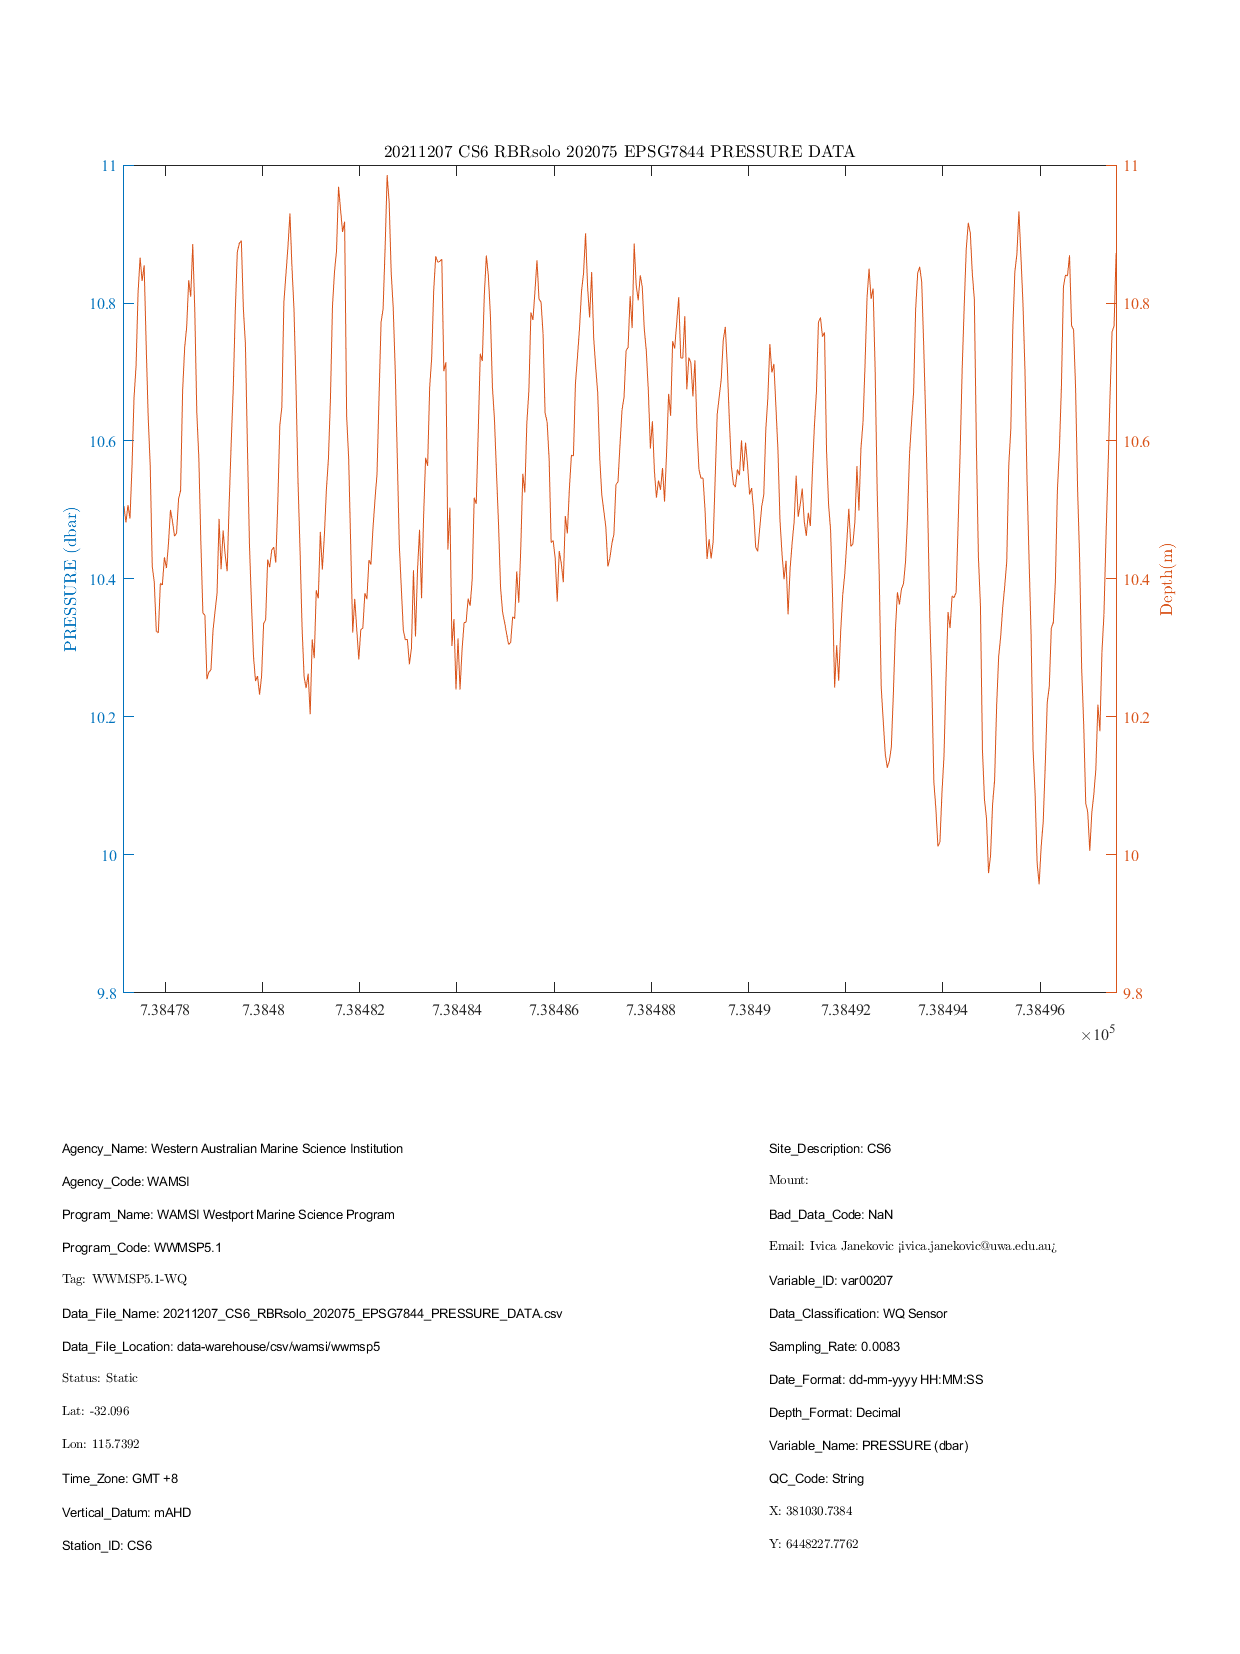 20211207 CS6 RBRsolo 202075 EPSG7844 PRESSURE DATA
11
10.8
10.6
10.4
10.2
10
9.8
PRESSURE (dbar)
11
10.8
10.6
10.4
10.2
10
9.8
Depth(m)
7.38478 7.3848 7.38482 7.38484 7.38486 7.38488 7.3849 7.38492 7.38494 7.38496
×10⁵
Agency_Name: Western Australian Marine Science Institution
Agency_Code: WAMSI
Program_Name: WAMSI Westport Marine Science Program
Program_Code: WWMSP5.1
Tag: WWMSP5.1-WQ
Data_File_Name: 20211207_CS6_RBRsolo_202075_EPSG7844_PRESSURE_DATA.csv
Data_File_Location: data-warehouse/csv/wamsi/wwmsp5
Status: Static
Lat: -32.096
Lon: 115.7392
Time_Zone: GMT +8
Vertical_Datum: mAHD
Station_ID: CS6
Site_Description: CS6
Mount:
Bad_Data_Code: NaN
Email: Ivica Janekovic ¡ivica.janekovic@uwa.edu.au¿
Variable_ID: var00207
Data_Classification: WQ Sensor
Sampling_Rate: 0.0083
Date_Format: dd-mm-yyyy HH:MM:SS
Depth_Format: Decimal
Variable_Name: PRESSURE (dbar)
QC_Code: String
X: 381030.7384
Y: 6448227.7762